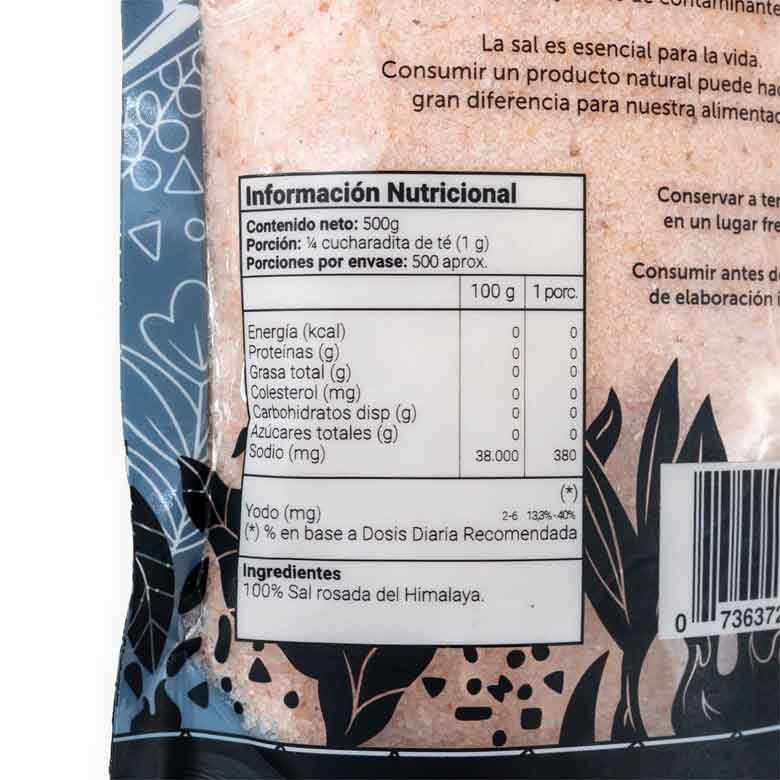 La sal es esencial para la vida.
Consumir un producto natural puede
gran diferencia para nuestra
Información Nutricional
Contenido neto: 500g
Porción: ¼ cucharadita de té (1 g)
Porciones por envase: 500 aprox.
100 g 1 porc.
Energía (kcal) 0 0
Proteínas (g) 0 0
Grasa total (g) 0 0
Colesterol (mg) 0 0
Carbohidratos disp (g) 0 0
Azúcares totales (g) 0 0
Sodio (mg) 38.000 380
(*)
Yodo (mg) 2-6 13,3%-40%
(*) % en base a Dosis Diaria Recomendada
Ingredientes
100% Sal rosada del Himalaya.
Conservar a
en un lugar
Consumir antes
de elaboración
0 736372